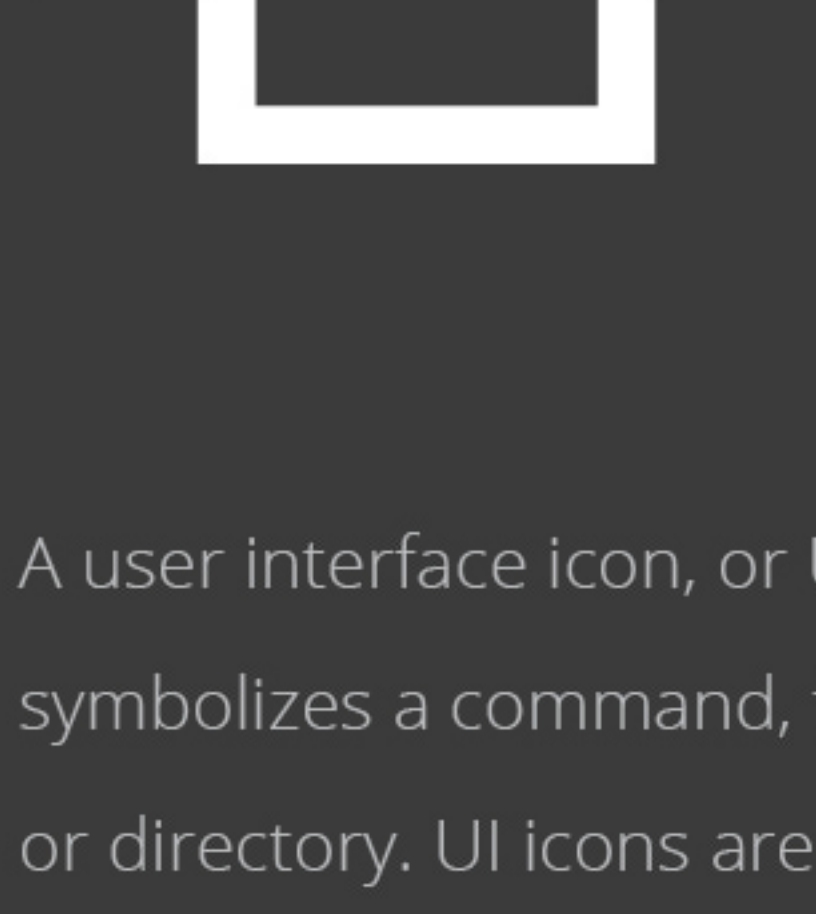 A user interface icon, or
symbolizes a command,
or directory. UI icons are